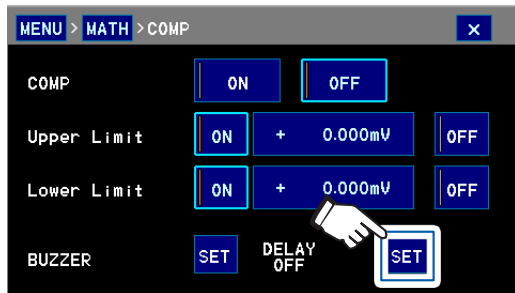 MENU > MATH > COMP ×
COMP ON OFF
Upper Limit ON + 0.000mV OFF
Lower Limit ON + 0.000mV OFF
BUZZER SET DELAY OFF SET